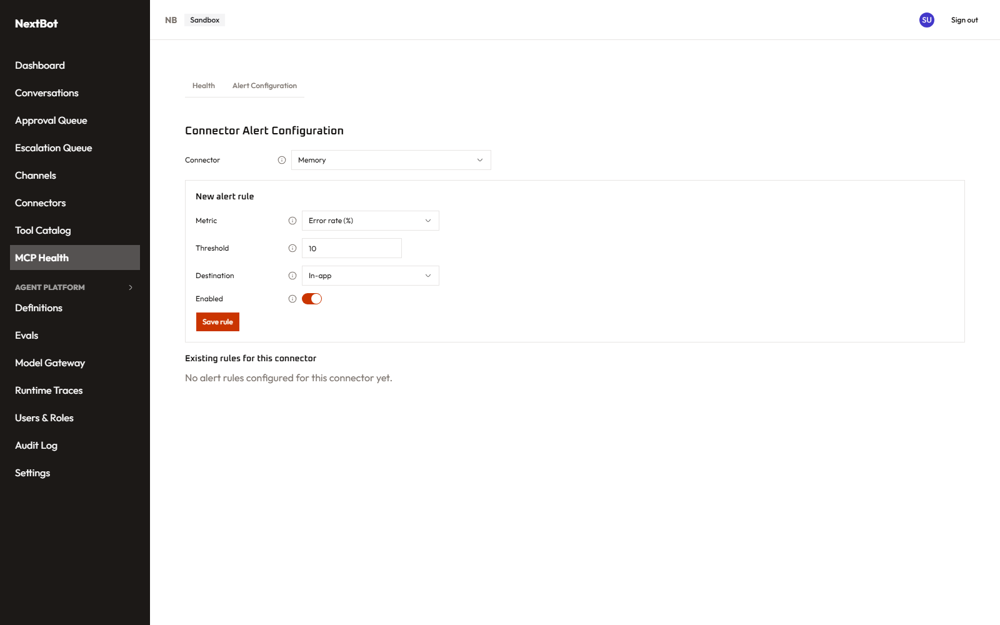 NextBot
Dashboard
Conversations
Approval Queue
Escalation Queue
Channels
Connectors
Tool Catalog
MCP Health
AGENT PLATFORM
Definitions
Evals
Model Gateway
Runtime Traces
Users & Roles
Audit Log
Settings
NB Sandbox
SU Sign out
Health Alert Configuration
Connector Alert Configuration
Connector Memory
New alert rule
Metric Error rate (%)
Threshold 10
Destination In-app
Enabled
Save rule
Existing rules for this connector
No alert rules configured for this connector yet.